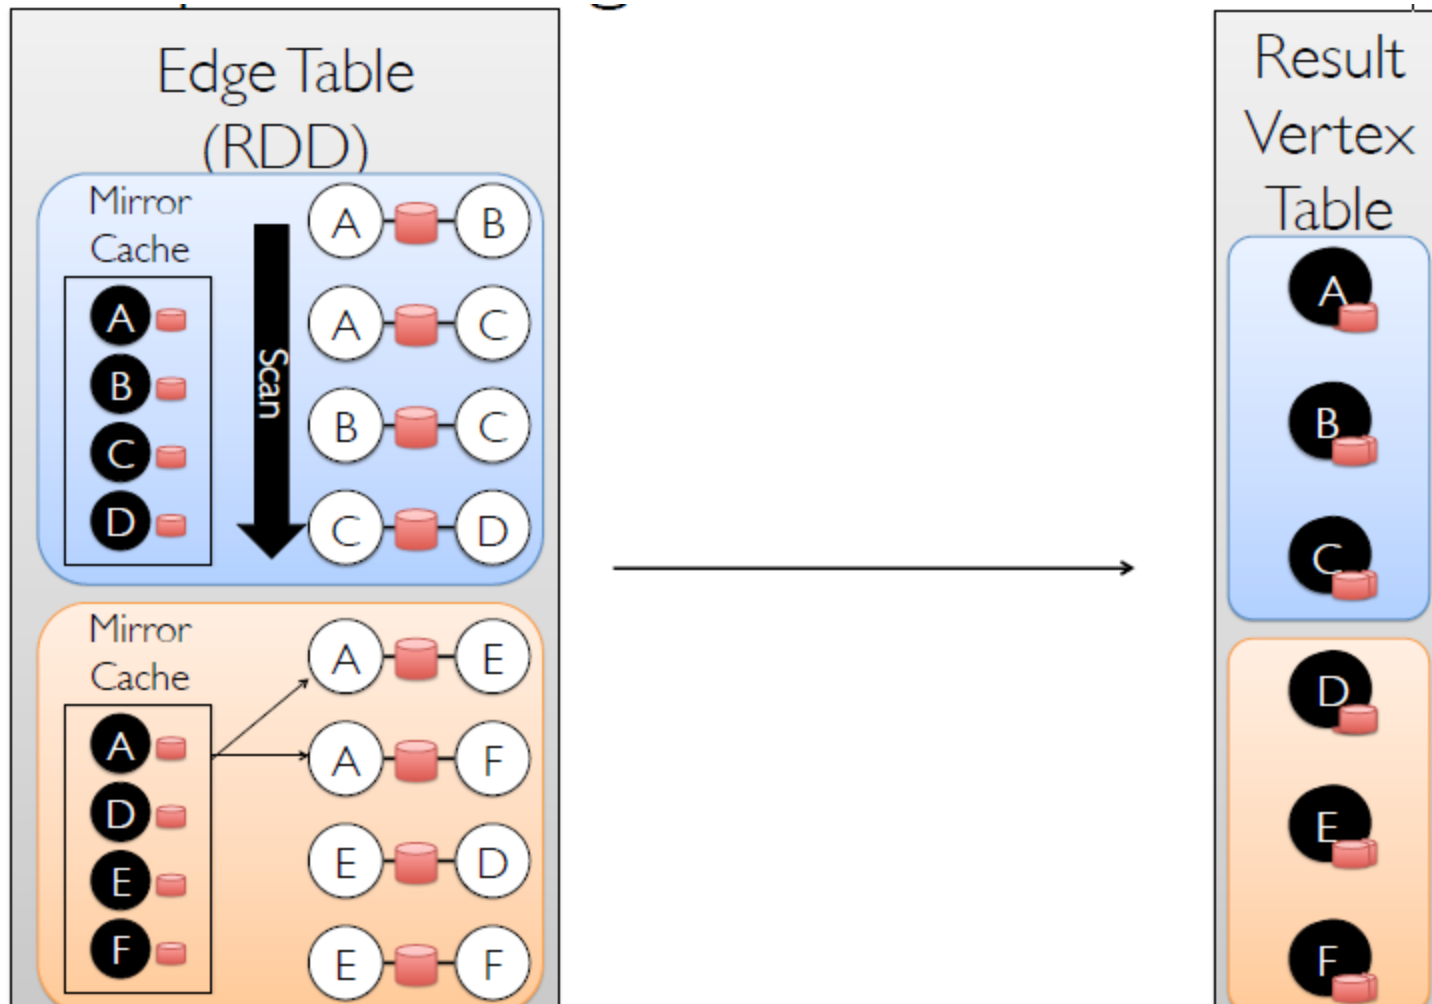 Edge Table
(RDD)
Mirror
Cache
A
B
C
D
Scan
A B
A C
B C
C D
Mirror
Cache
A
D
E
F
A E
A F
E D
E F
Result
Vertex
Table
A
B
C
D
E
F